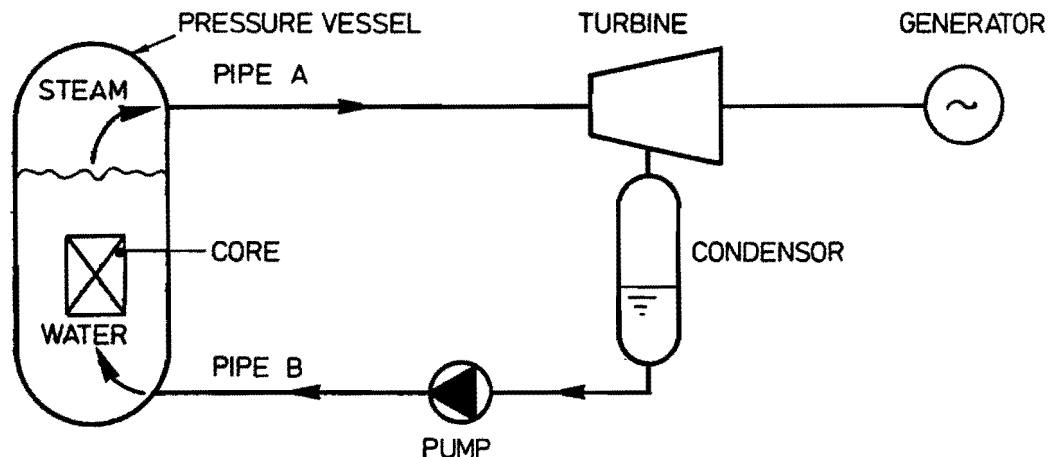 PRESSURE VESSEL
TURBINE
GENERATOR
STEAM
PIPE A
~
CORE
CONDENSOR
WATER
PIPE B
PUMP